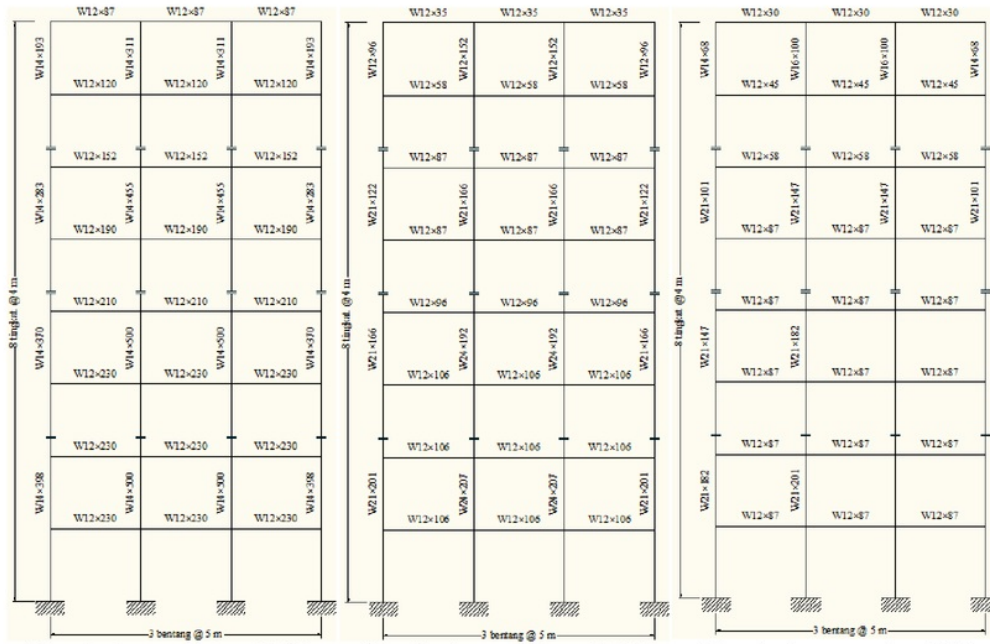 W12×87 W12×87 W12×87
W14×193 W14×311 W14×311 W14×193
W12×120 W12×120 W12×120
W12×152 W12×152 W12×152
W14×283 W14×455 W14×455 W14×283
W12×190 W12×190 W12×190
8 tingkat @4 m
W12×210 W12×210 W12×210
W14×370 W14×500 W14×500 W14×370
W12×230 W12×230 W12×230
W12×230 W12×230 W12×230
W14×398 W14×500 W14×500 W14×398
W12×230 W12×230 W12×230
3 bentang @ 5 m
W12×35 W12×35 W12×35
W12×96 W12×152 W12×152 W12×96
W12×58 W12×58 W12×58
W12×87 W12×87 W12×87
W21×122 W21×166 W21×166 W21×122
W12×87 W12×87 W12×87
8 tingkat @4 m
W12×96 W12×96 W12×96
W21×166 W24×192 W24×192 W21×166
W12×106 W12×106 W12×106
W12×106 W12×106 W12×106
W21×201 W24×207 W24×207 W21×201
W12×106 W12×106 W12×106
3 bentang @ 5 m
W12×30 W12×30 W12×30
W14×68 W16×100 W16×100 W14×68
W12×45 W12×45 W12×45
W12×58 W12×58 W12×58
W21×101 W21×147 W21×147 W21×101
W12×87 W12×87 W12×87
8 tingkat @4 m
W12×87 W12×87 W12×87
W21×147 W21×182
W12×87 W12×87 W12×87
W12×87 W12×87 W12×87
W21×182 W21×201
W12×87 W12×87 W12×87
3 bentang @ 5 m